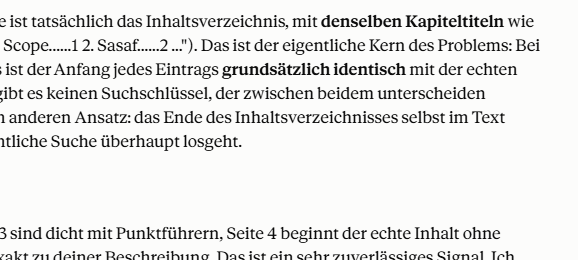 e ist tatsächlich das Inhaltsverzeichnis, mit denselben Kapiteltiteln wie
Scope......1 2. Sasaf......2 ..."). Das ist der eigentliche Kern des Problems: Bei
s ist der Anfang jedes Eintrags grundsätzlich identisch mit der echten
gibt es keinen Suchschlüssel, der zwischen beidem unterscheiden
anderen Ansatz: das Ende des Inhaltsverzeichnisses selbst im Text
ntliche Suche überhaupt losgeht.
3 sind dicht mit Punktführern, Seite 4 beginnt der echte Inhalt ohne
exakt zu deiner Beschreibung. Das ist ein sehr zuverlässiges Signal. Ich